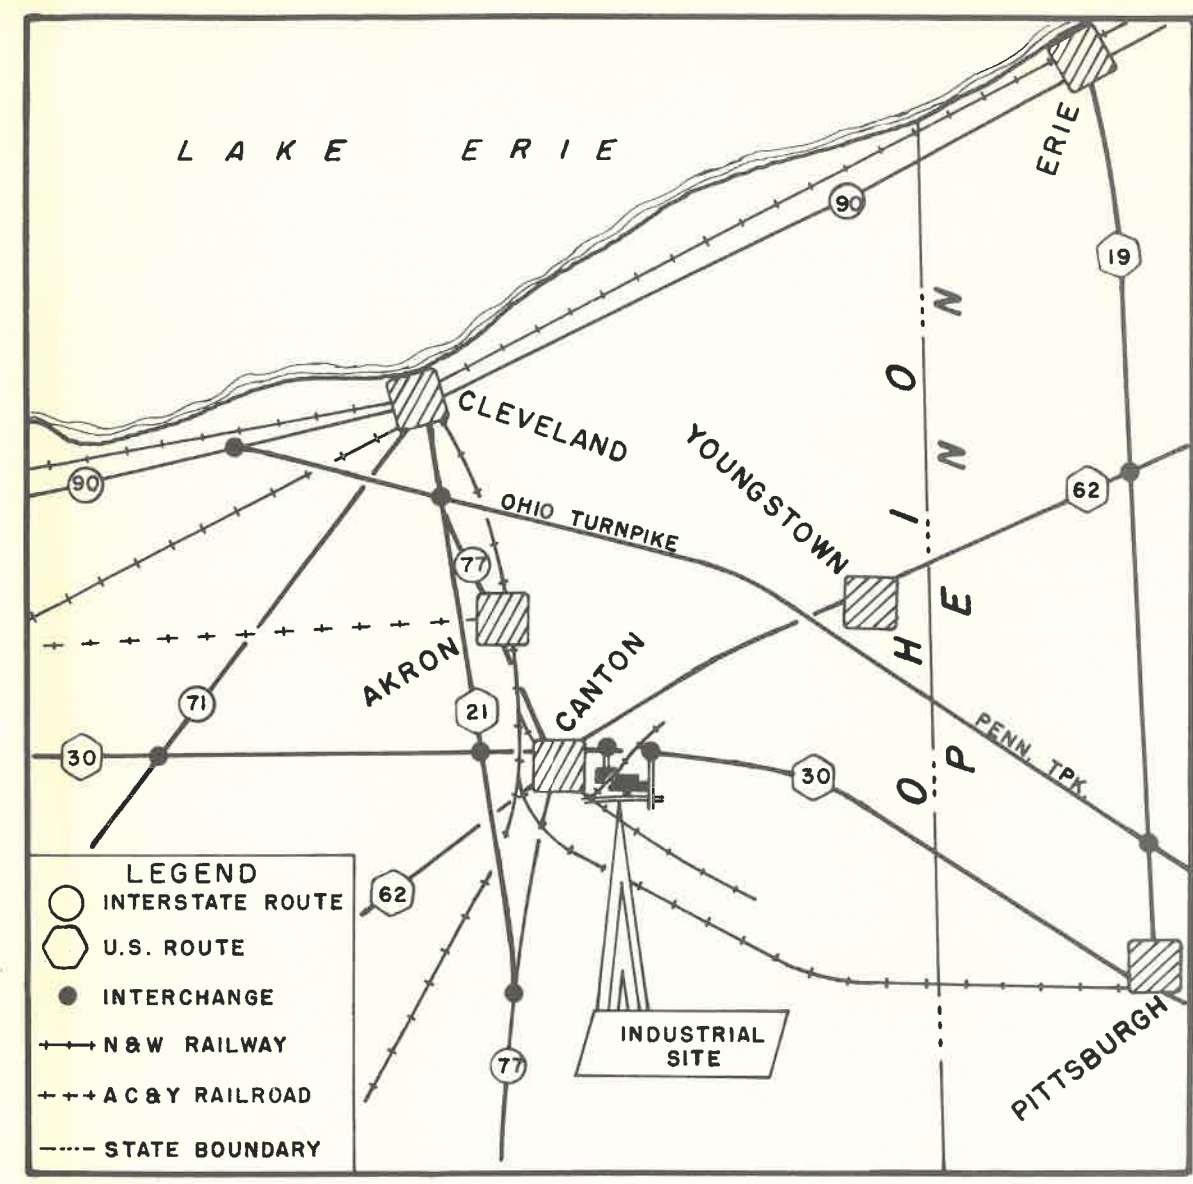 LAKE ERIE
ERIE
90
19
CLEVELAND
YOUNGSTOWN
90
62
OHIO TURNPIKE
77
AKRON
CANTON
71
21
30
30
PENN. TPK.
OHIO
PENN
62
77
INDUSTRIAL
SITE
PITTSBURGH
LEGEND
INTERSTATE ROUTE
U.S. ROUTE
INTERCHANGE
N&W RAILWAY
AC&Y RAILROAD
STATE BOUNDARY